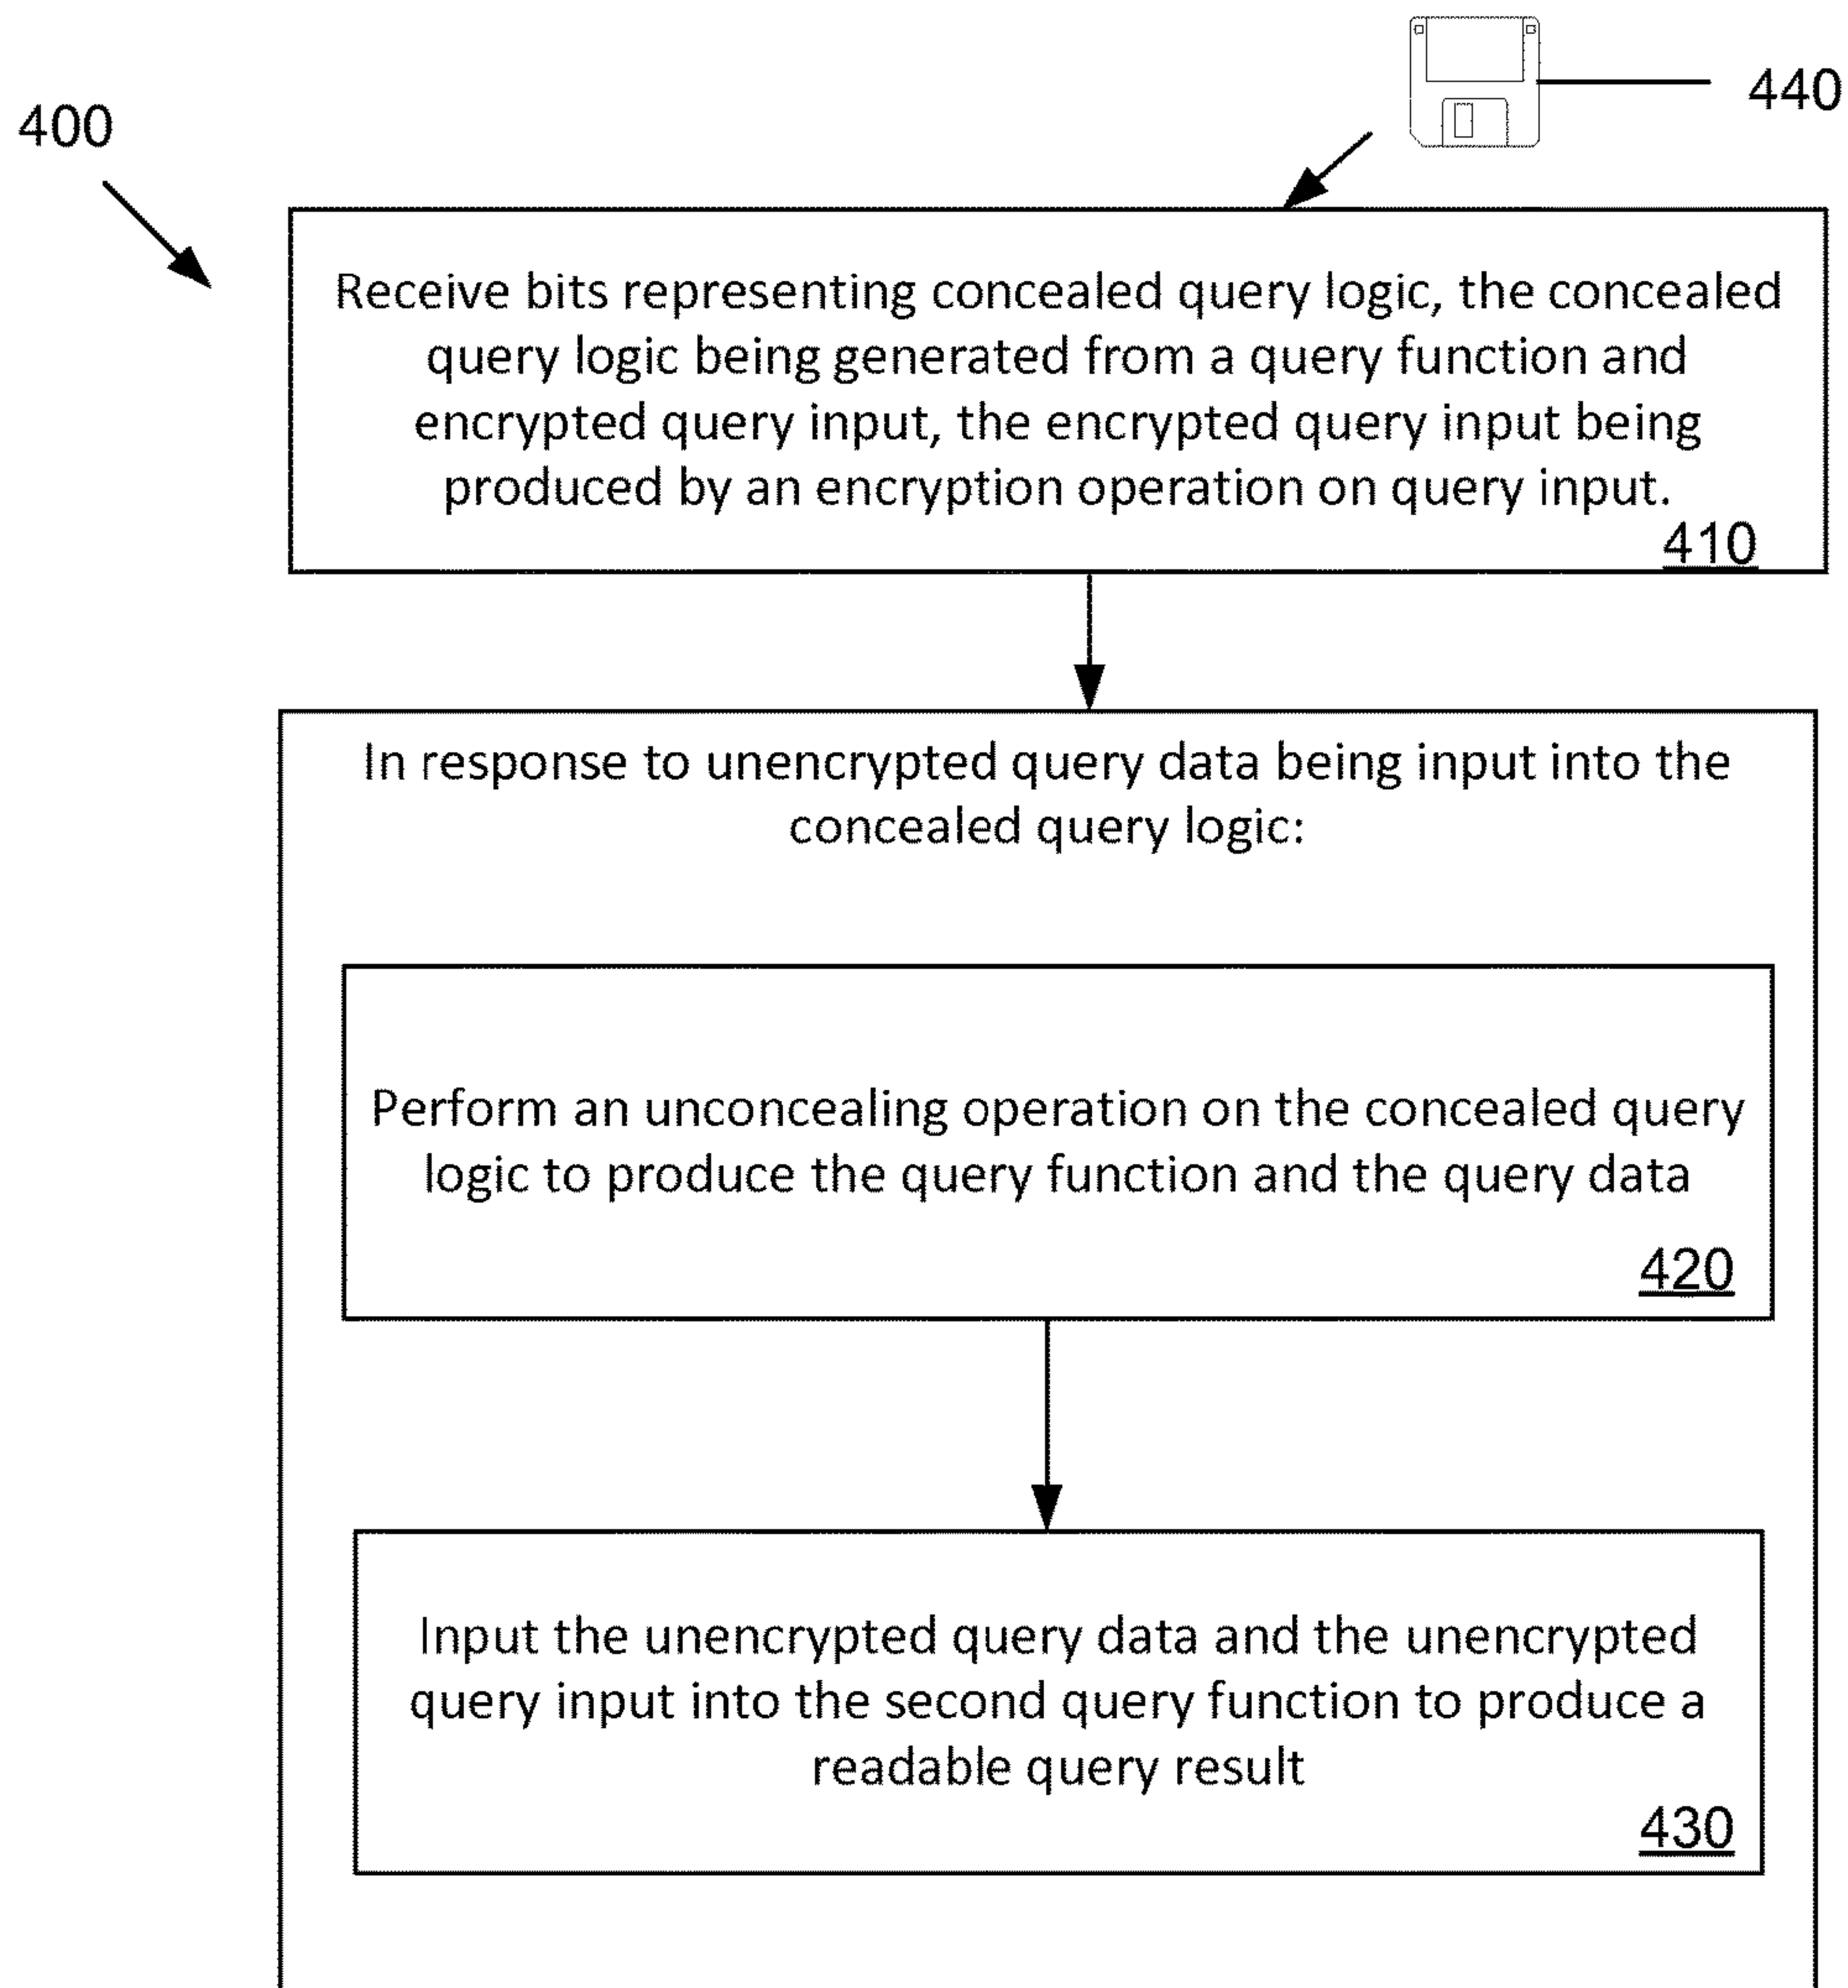 440
400
Receive bits representing concealed query logic, the concealed
query logic being generated from a query function and
encrypted query input, the encrypted query input being
produced by an encryption operation on query input.
410
In response to unencrypted query data being input into the
concealed query logic:
Perform an unconcealing operation on the concealed query
logic to produce the query function and the query data
420
Input the unencrypted query data and the unencrypted
query input into the second query function to produce a
readable query result
430